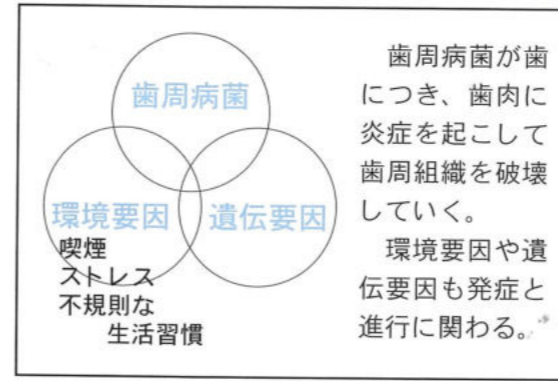 歯周病菌
環境要因
遺伝要因
喫煙
ストレス
不規則な
生活習慣
歯周病菌が歯
につき、歯肉に
炎症を起こして
歯周組織を破壊
していく。
環境要因や遺
伝要因も発症と
進行に関わる。